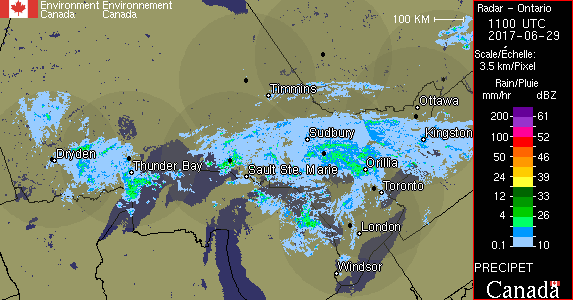 Environment Environnement
Canada Canada
100 KM
Timmins
Ottawa
Sudbury
Kingston
Dryden
Thunder Bay
Sault Ste. Marie
Orillia
Toronto
London
Windsor
Radar - Ontario
1100 UTC
2017-06-29
Scale/Échelle:
3.5 km/Pixel
Rain/Pluie
mm/hr dBZ
200 61
100 52
50 46
24 39
12 33
4 26
0.1 10
PRECIPET
Canada